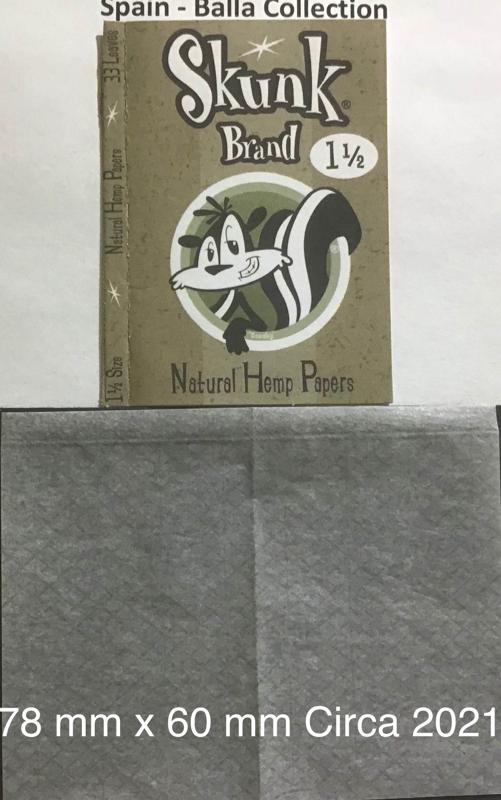 Spain - Balla Collection
33 Leaves
Natural Hemp Papers
1½ Size
Skunk®
Brand
1½
Natural Hemp Papers
78 mm x 60 mm Circa 2021